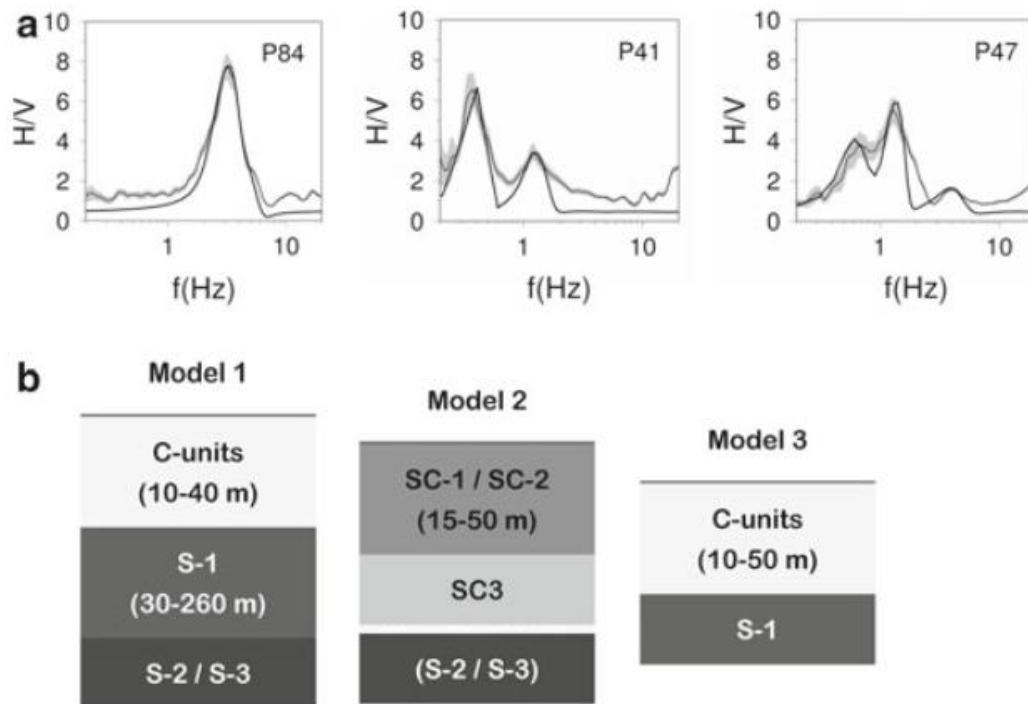 a
10
8
6
4
2
0
H/V
P84
1
10
f(Hz)
10
8
6
4
2
0
H/V
P41
1
10
f(Hz)
10
8
6
4
2
0
H/V
P47
1
10
f(Hz)
b
Model 1
C-units
(10-40 m)
S-1
(30-260 m)
S-2 / S-3
Model 2
SC-1 / SC-2
(15-50 m)
SC3
(S-2 / S-3)
Model 3
C-units
(10-50 m)
S-1